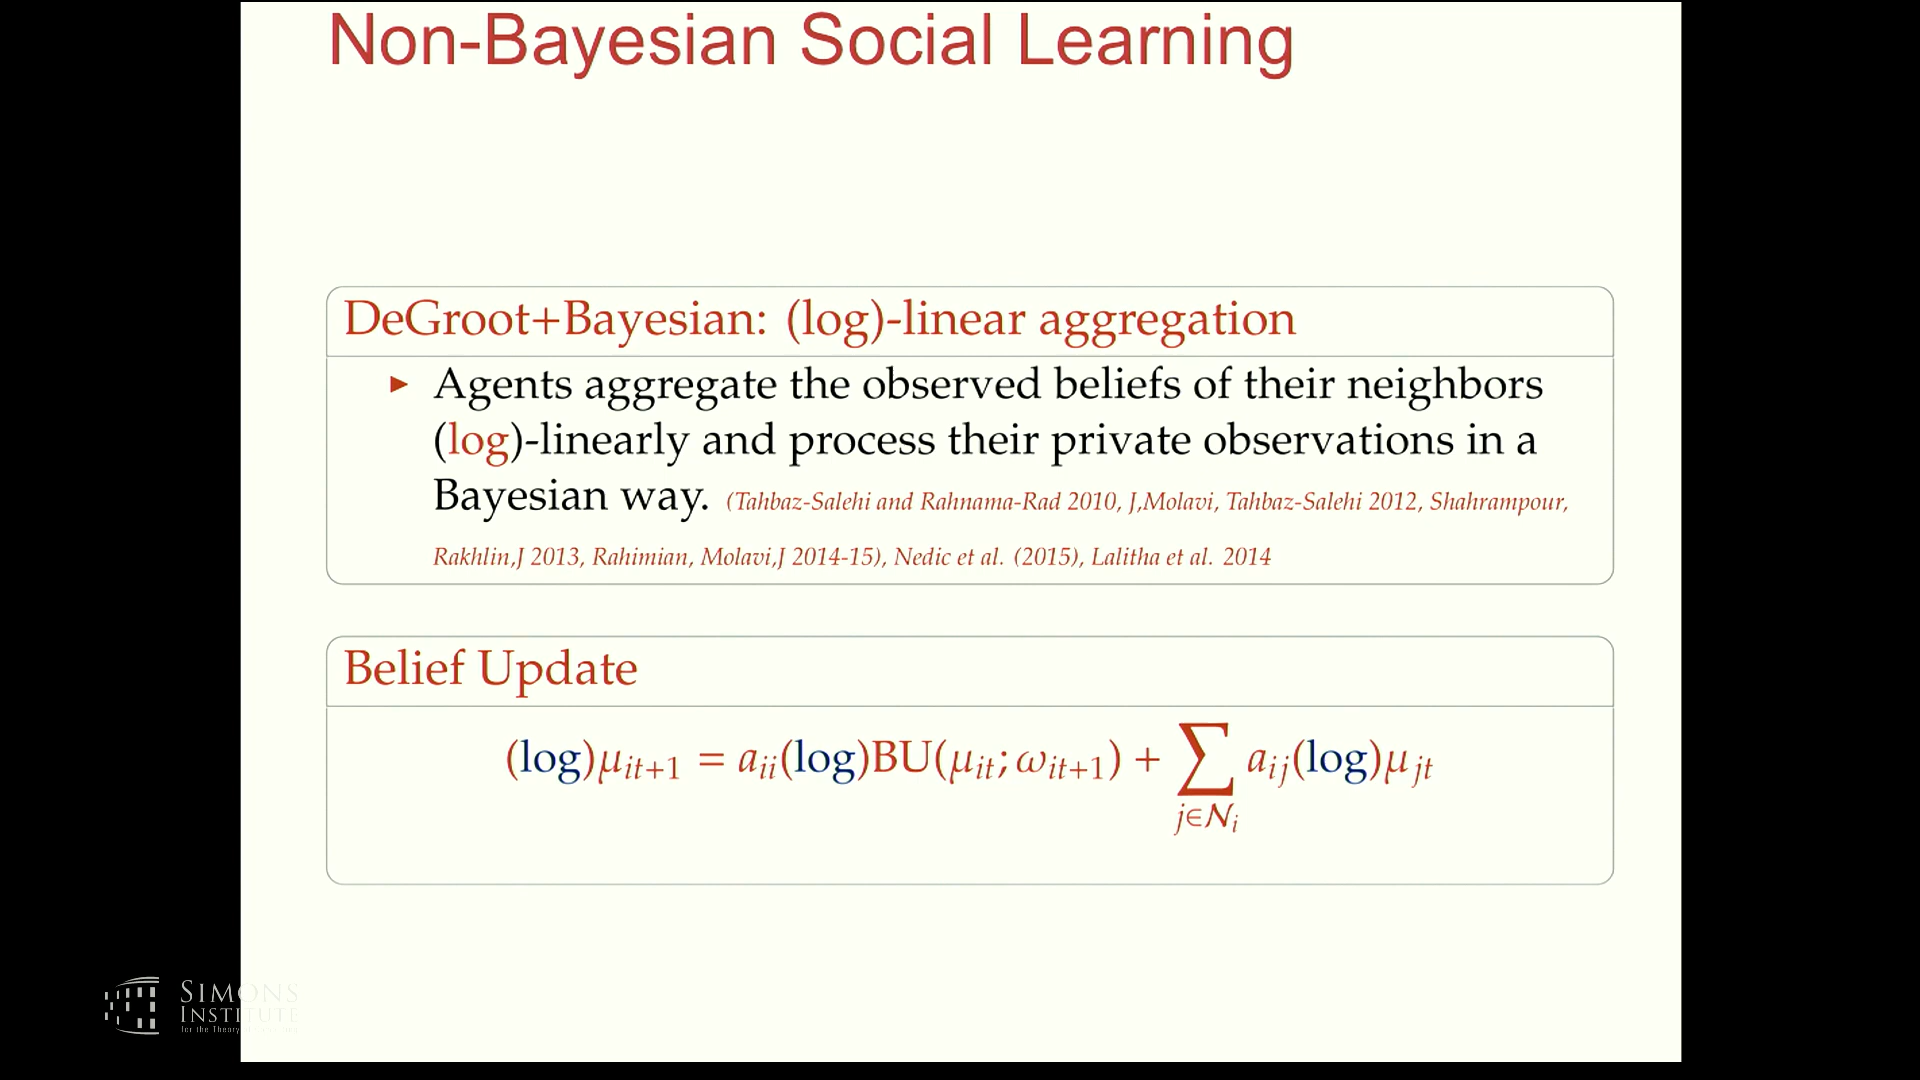 Non-Bayesian Social Learning
DeGroot+Bayesian: (log)-linear aggregation
▸ Agents aggregate the observed beliefs of their neighbors
(log)-linearly and process their private observations in a
Bayesian way. (Tahbaz-Salehi and Rahnama-Rad 2010, J,Molavi, Tahbaz-Salehi 2012, Shahrampour,
Rakhlin,J 2013, Rahimian, Molavi,J 2014-15), Nedic et al. (2015), Lalitha et al. 2014
Belief Update
(log)μ_{it+1} = a_{ii}(log)BU(μ_{it}; ω_{it+1}) + ∑_{j∈N_i} a_{ij}(log)μ_{jt}
SIMONS
INSTITUTE
for the Theory